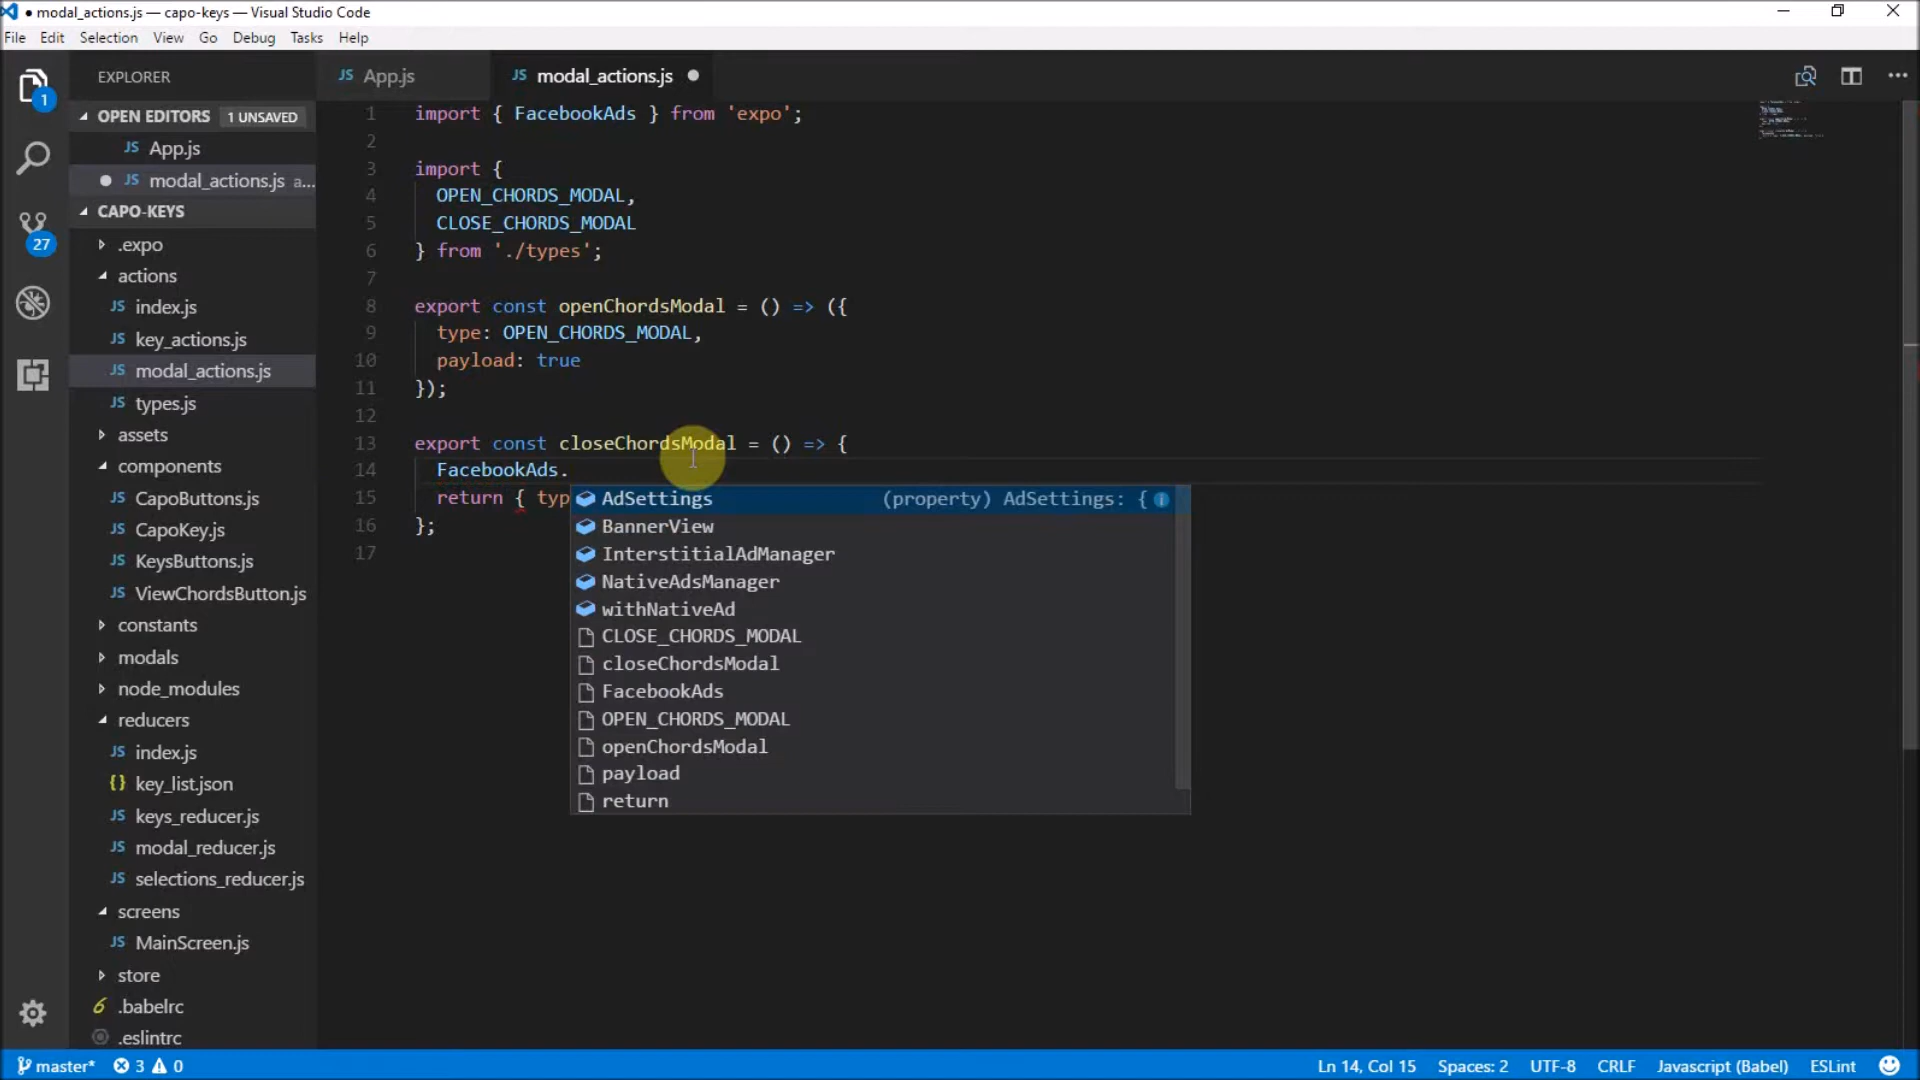 modal_actions.js — capo-keys — Visual Studio Code
File Edit Selection View Go Debug Tasks Help
EXPLORER
OPEN EDITORS 1 UNSAVED
JS App.js
JS modal_actions.js a...
CAPO-KEYS
.expo
actions
JS index.js
JS key_actions.js
JS modal_actions.js
JS types.js
assets
components
JS CapoButtons.js
JS CapoKey.js
JS KeysButtons.js
JS ViewChordsButton.js
constants
modals
node_modules
reducers
JS index.js
{} key_list.json
JS keys_reducer.js
JS modal_reducer.js
JS selections_reducer.js
screens
JS MainScreen.js
store
6 .babelrc
.eslintrc
1
27
JS App.js JS modal_actions.js
1 import { FacebookAds } from 'expo';
2
3 import {
4 OPEN_CHORDS_MODAL,
5 CLOSE_CHORDS_MODAL
6 } from './types';
7
8 export const openChordsModal = () => ({
9 type: OPEN_CHORDS_MODAL,
10 payload: true
11 });
12
13 export const closeChordsModal = () => {
14 FacebookAds.
15 return { typ
16 };
17
AdSettings (property) AdSettings: {
BannerView
InterstitialAdManager
NativeAdsManager
withNativeAd
CLOSE_CHORDS_MODAL
closeChordsModal
FacebookAds
OPEN_CHORDS_MODAL
openChordsModal
payload
return
master* 3 0 Ln 14, Col 15 Spaces: 2 UTF-8 CRLF Javascript (Babel) ESLint